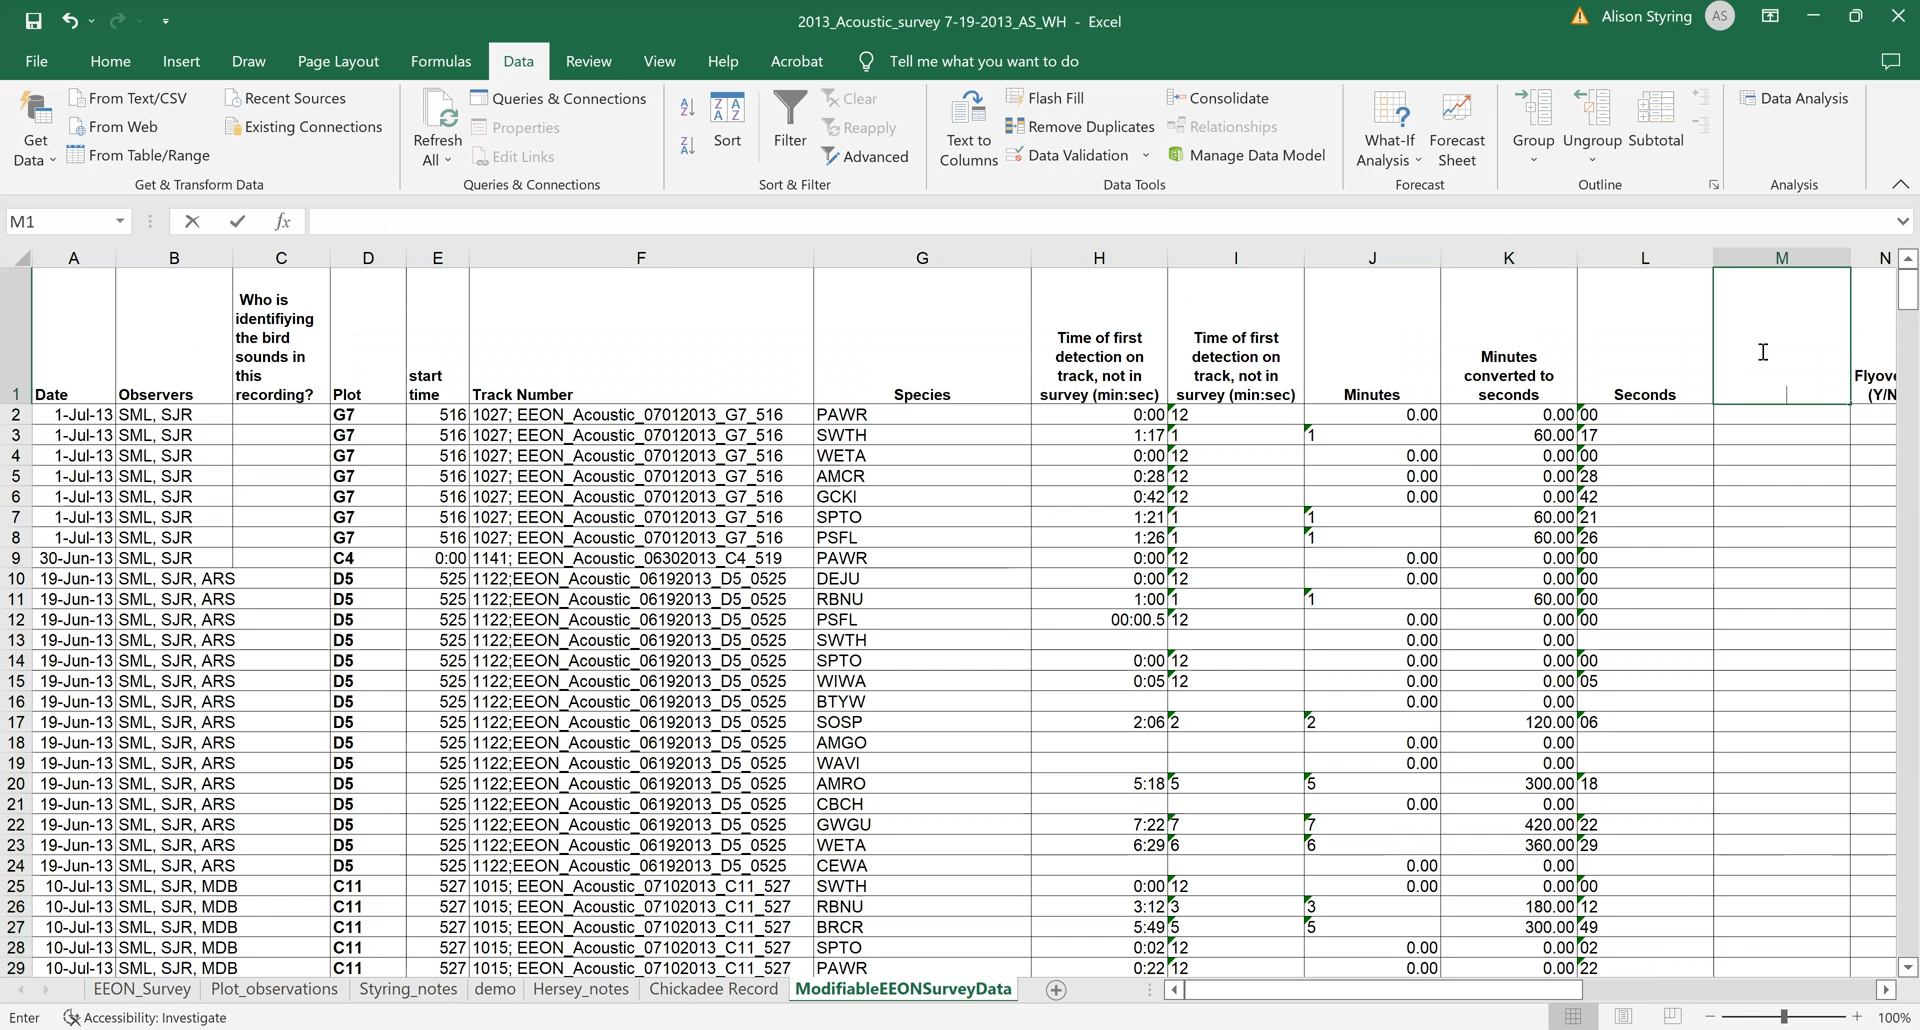 2013_Acoustic_survey 7-19-2013_AS_WH - Excel
Alison Styring AS
File Home Insert Draw Page Layout Formulas Data Review View Help Acrobat Tell me what you want to do
Get Data
From Text/CSV
From Web
From Table/Range
Recent Sources
Existing Connections
Get & Transform Data
Refresh All
Queries & Connections
Properties
Edit Links
Queries & Connections
Sort
Filter
Clear
Reapply
Advanced
Sort & Filter
Text to Columns
Flash Fill
Remove Duplicates
Data Validation
Consolidate
Relationships
Manage Data Model
Data Tools
What-If Analysis
Forecast Sheet
Forecast
Group
Ungroup
Subtotal
Outline
Data Analysis
Analysis
M1 fx
A B C D E F G H I J K L M N
1 Date Observers Who is identifiying the bird sounds in this recording? Plot start time Track Number Species Time of first detection on track, not in survey (min:sec) Time of first detection on track, not in survey (min:sec) Minutes Minutes converted to seconds Seconds Flyove (Y/N
2 1-Jul-13 SML, SJR G7 516 1027; EEON_Acoustic_07012013_G7_516 PAWR 0:00 12 0.00 0.00 00
3 1-Jul-13 SML, SJR G7 516 1027; EEON_Acoustic_07012013_G7_516 SWTH 1:17 1 1 60.00 17
4 1-Jul-13 SML, SJR G7 516 1027; EEON_Acoustic_07012013_G7_516 WETA 0:00 12 0.00 0.00 00
5 1-Jul-13 SML, SJR G7 516 1027; EEON_Acoustic_07012013_G7_516 AMCR 0:28 12 0.00 0.00 28
6 1-Jul-13 SML, SJR G7 516 1027; EEON_Acoustic_07012013_G7_516 GCKI 0:42 12 0.00 0.00 42
7 1-Jul-13 SML, SJR G7 516 1027; EEON_Acoustic_07012013_G7_516 SPTO 1:21 1 1 60.00 21
8 1-Jul-13 SML, SJR G7 516 1027; EEON_Acoustic_07012013_G7_516 PSFL 1:26 1 1 60.00 26
9 30-Jun-13 SML, SJR C4 0:00 1141; EEON_Acoustic_06302013_C4_519 PAWR 0:00 12 0.00 0.00 00
10 19-Jun-13 SML, SJR, ARS D5 525 1122;EEON_Acoustic_06192013_D5_0525 DEJU 0:00 12 0.00 0.00 00
11 19-Jun-13 SML, SJR, ARS D5 525 1122;EEON_Acoustic_06192013_D5_0525 RBNU 1:00 1 1 60.00 00
12 19-Jun-13 SML, SJR, ARS D5 525 1122;EEON_Acoustic_06192013_D5_0525 PSFL 00:00.5 12 0.00 0.00 00
13 19-Jun-13 SML, SJR, ARS D5 525 1122;EEON_Acoustic_06192013_D5_0525 SWTH 0.00 0.00
14 19-Jun-13 SML, SJR, ARS D5 525 1122;EEON_Acoustic_06192013_D5_0525 SPTO 0:00 12 0.00 0.00 00
15 19-Jun-13 SML, SJR, ARS D5 525 1122;EEON_Acoustic_06192013_D5_0525 WIWA 0:05 12 0.00 0.00 05
16 19-Jun-13 SML, SJR, ARS D5 525 1122;EEON_Acoustic_06192013_D5_0525 BTYW 0.00 0.00
17 19-Jun-13 SML, SJR, ARS D5 525 1122;EEON_Acoustic_06192013_D5_0525 SOSP 2:06 2 2 120.00 06
18 19-Jun-13 SML, SJR, ARS D5 525 1122;EEON_Acoustic_06192013_D5_0525 AMGO 0.00 0.00
19 19-Jun-13 SML, SJR, ARS D5 525 1122;EEON_Acoustic_06192013_D5_0525 WAVI 0.00 0.00
20 19-Jun-13 SML, SJR, ARS D5 525 1122;EEON_Acoustic_06192013_D5_0525 AMRO 5:18 5 5 300.00 18
21 19-Jun-13 SML, SJR, ARS D5 525 1122;EEON_Acoustic_06192013_D5_0525 CBCH 0.00 0.00
22 19-Jun-13 SML, SJR, ARS D5 525 1122;EEON_Acoustic_06192013_D5_0525 GWGU 7:22 7 7 420.00 22
23 19-Jun-13 SML, SJR, ARS D5 525 1122;EEON_Acoustic_06192013_D5_0525 WETA 6:29 6 6 360.00 29
24 19-Jun-13 SML, SJR, ARS D5 525 1122;EEON_Acoustic_06192013_D5_0525 CEWA 0.00 0.00
25 10-Jul-13 SML, SJR, MDB C11 527 1015; EEON_Acoustic_07102013_C11_527 SWTH 0:00 12 0.00 0.00 00
26 10-Jul-13 SML, SJR, MDB C11 527 1015; EEON_Acoustic_07102013_C11_527 RBNU 3:12 3 3 180.00 12
27 10-Jul-13 SML, SJR, MDB C11 527 1015; EEON_Acoustic_07102013_C11_527 BRCR 5:49 5 5 300.00 49
28 10-Jul-13 SML, SJR, MDB C11 527 1015; EEON_Acoustic_07102013_C11_527 SPTO 0:02 12 0.00 0.00 02
29 10-Jul-13 SML, SJR, MDB C11 527 1015; EEON_Acoustic_07102013_C11_527 PAWR 0:22 12 0.00 0.00 22
EEON_Survey Plot_observations Styring_notes demo Hersey_notes Chickadee Record ModifiableEEONSurveyData
Enter Accessibility: Investigate 100%